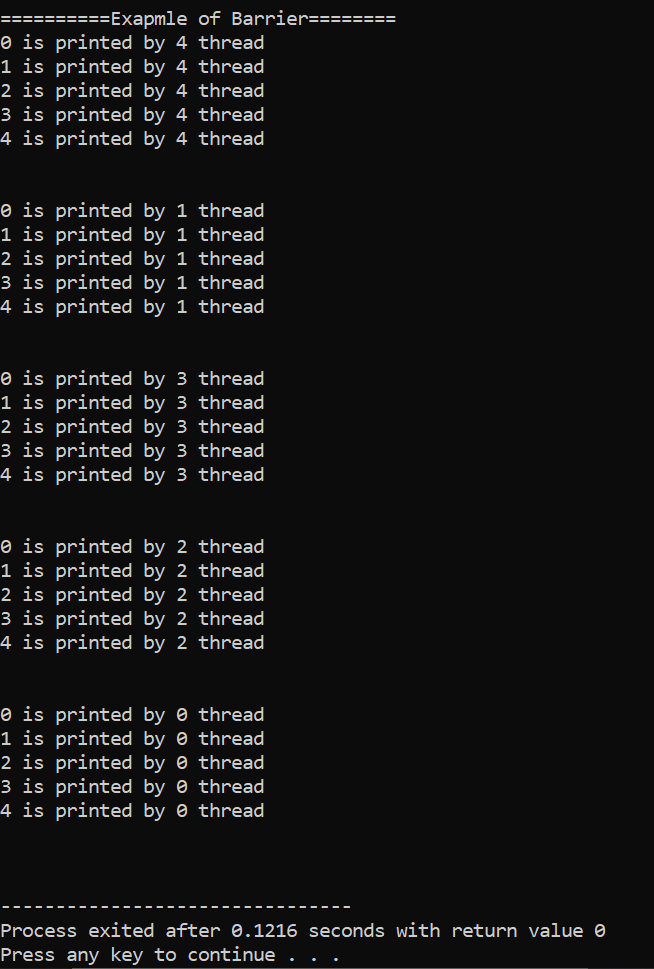 ==========Exapmle of Barrier========
0 is printed by 4 thread
1 is printed by 4 thread
2 is printed by 4 thread
3 is printed by 4 thread
4 is printed by 4 thread
0 is printed by 1 thread
1 is printed by 1 thread
2 is printed by 1 thread
3 is printed by 1 thread
4 is printed by 1 thread
0 is printed by 3 thread
1 is printed by 3 thread
2 is printed by 3 thread
3 is printed by 3 thread
4 is printed by 3 thread
0 is printed by 2 thread
1 is printed by 2 thread
2 is printed by 2 thread
3 is printed by 2 thread
4 is printed by 2 thread
0 is printed by 0 thread
1 is printed by 0 thread
2 is printed by 0 thread
3 is printed by 0 thread
4 is printed by 0 thread
--------------------------------
Process exited after 0.1216 seconds with return value 0
Press any key to continue . . .